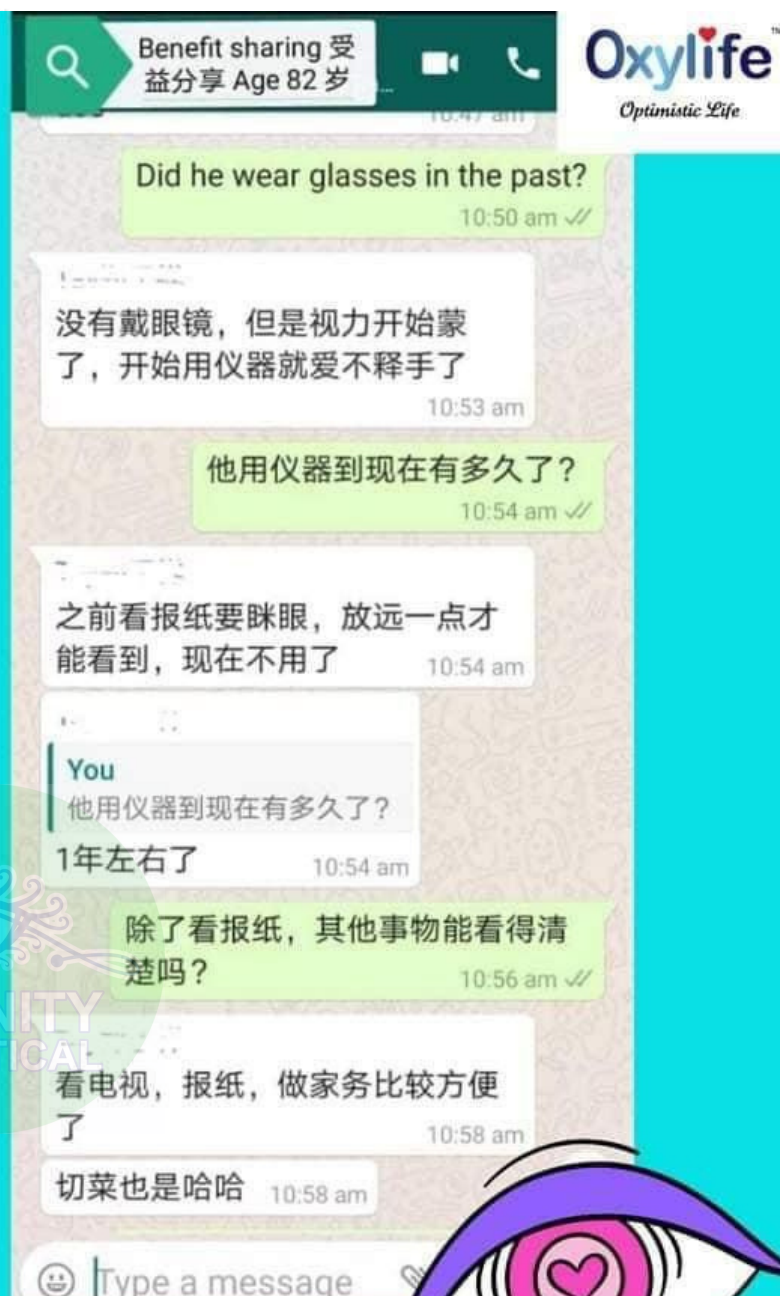 Benefit sharing 受
益分享 Age 82 岁
Oxylife™
Optimistic Life
10:47 am
Did he wear glasses in the past?
10:50 am
没有戴眼镜，但是视力开始蒙
了，开始用仪器就爱不释手了
10:53 am
他用仪器到现在有多久了？
10:54 am
之前看报纸要眯眼，放远一点才
能看到，现在不用了
10:54 am
You
他用仪器到现在有多久了？
1年左右了
10:54 am
除了看报纸，其他事物能看得清
楚吗？
10:56 am
NITY
ICAL
看电视，报纸，做家务比较方便
了
10:58 am
切菜也是哈哈
10:58 am
Type a message